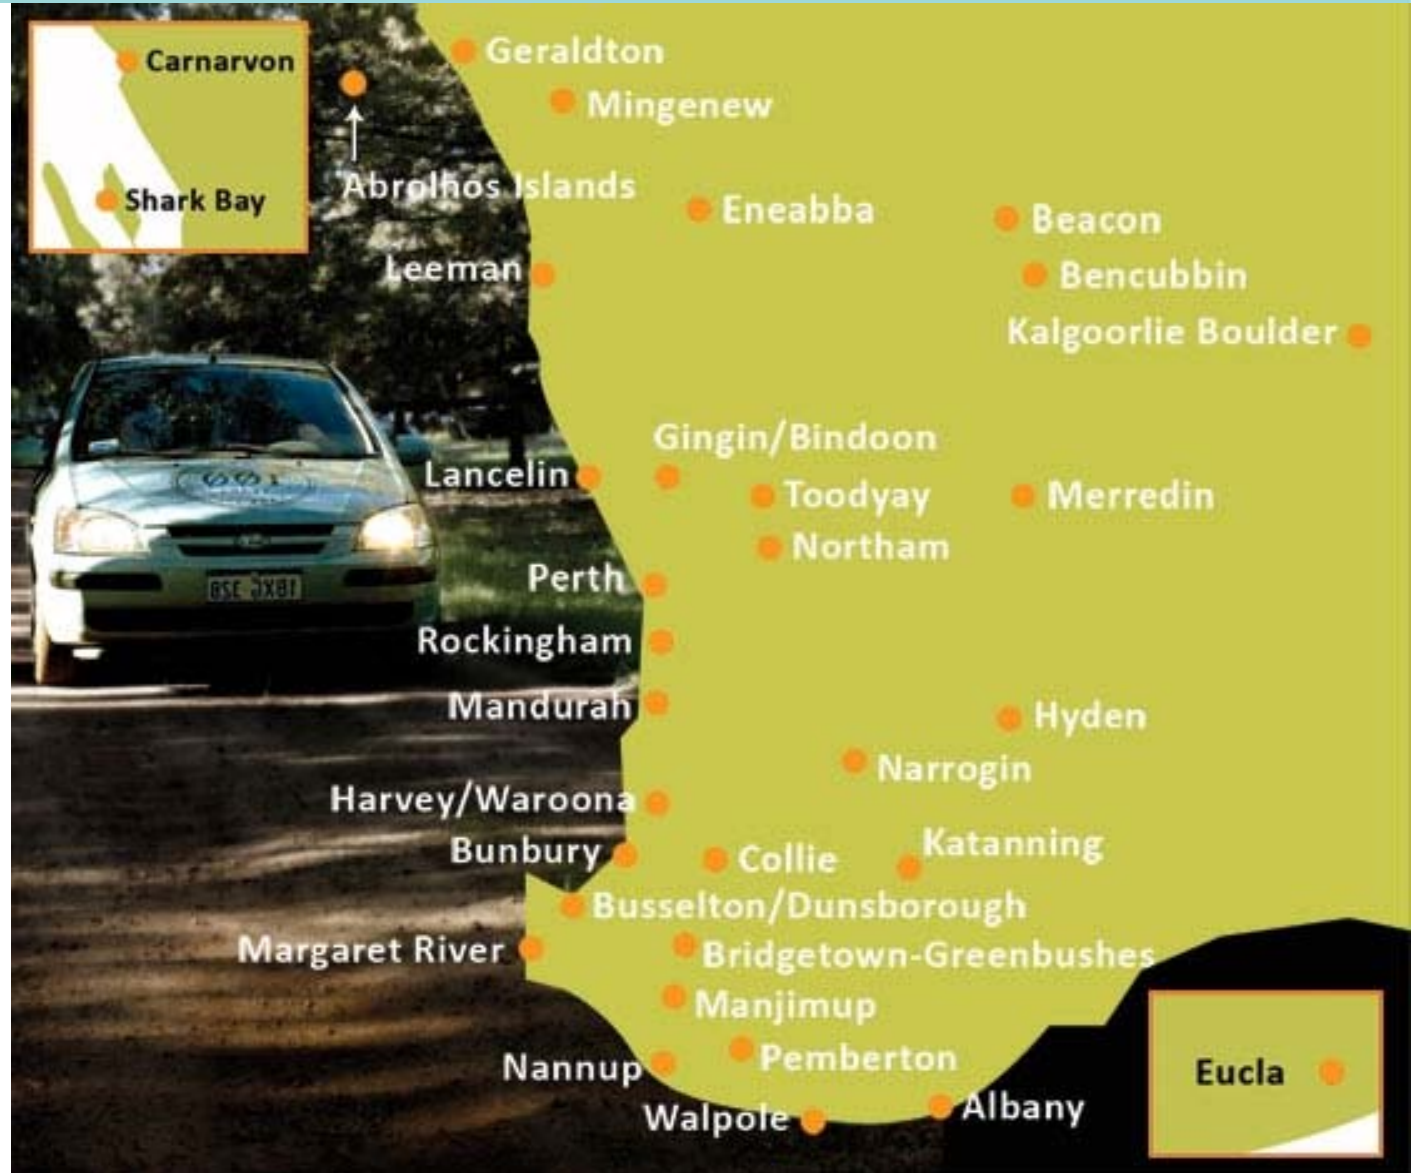 Carnarvon
Shark Bay
Geraldton
Mingenew
Abrolhos Islands
Eneabba
Beacon
Leeman
Bencubbin
Kalgoorlie Boulder
Gingin/Bindoon
Lancelin
Toodyay
Merredin
Northam
Perth
Rockingham
Mandurah
Hyden
Narrogin
Harvey/Waroona
Katanning
Bunbury
Collie
Busselton/Dunsborough
Margaret River
Bridgetown-Greenbushes
Manjimup
Pemberton
Nannup
Eucla
Albany
Walpole